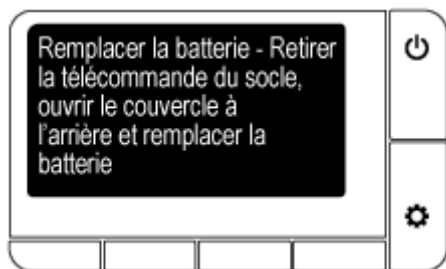 Remplacer la batterie - Retirer
la télécommande du socle,
ouvrir le couvercle à
l'arrière et remplacer la
batterie